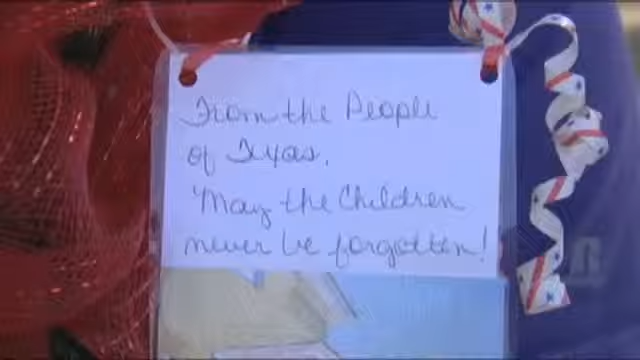 From the People
of Texas,
"May the Children
never be forgotten!